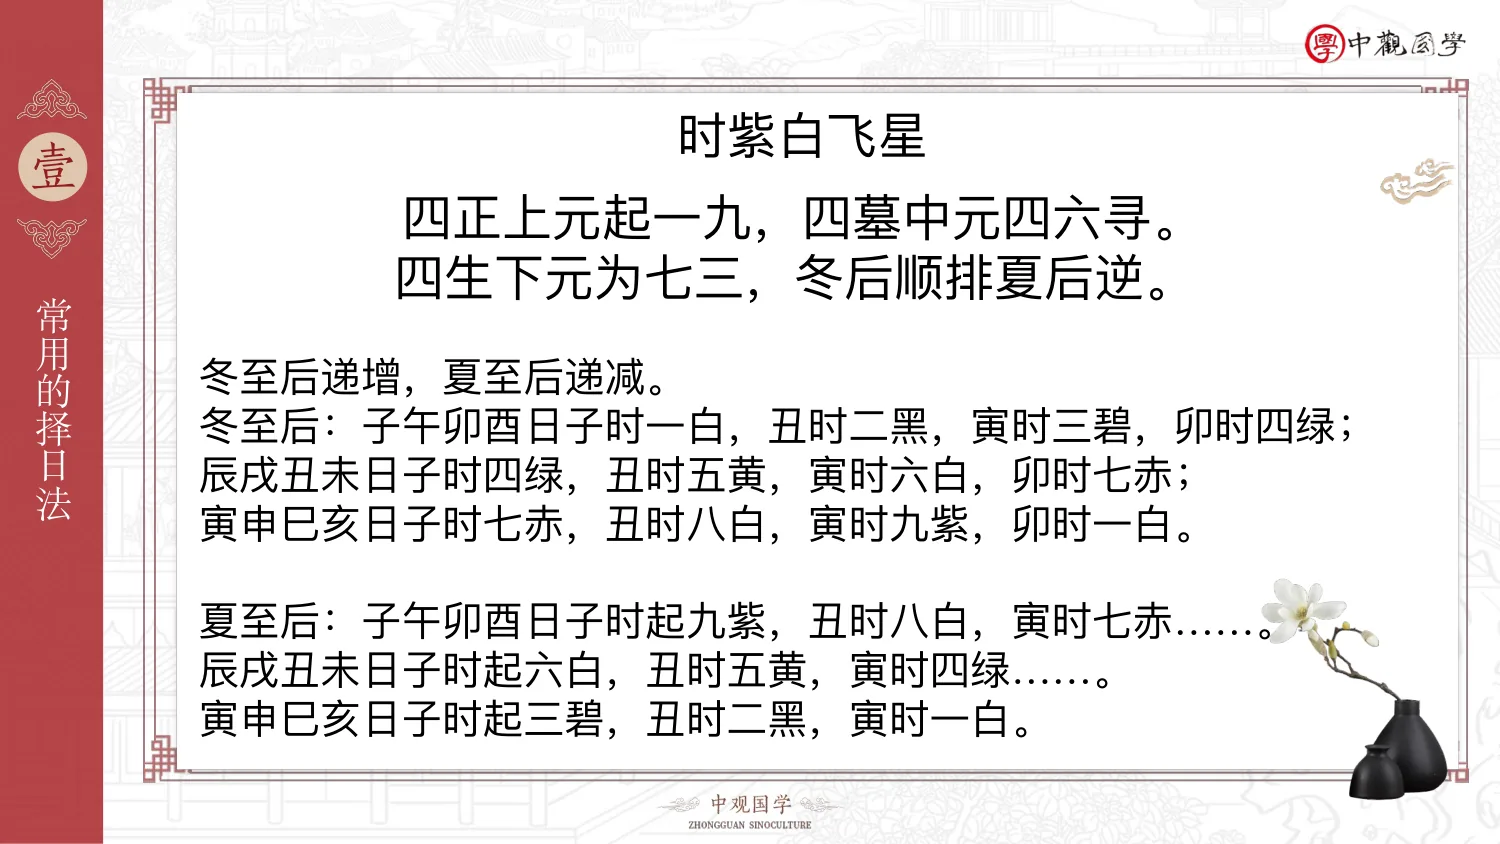 壹
常用的择日法
學中觀国学
时紫白飞星
四正上元起一九，四墓中元四六寻。
四生下元为七三，冬后顺排夏后逆。
冬至后递增，夏至后递减。
冬至后：子午卯酉日子时一白，丑时二黑，寅时三碧，卯时四绿；
辰戌丑未日子时四绿，丑时五黄，寅时六白，卯时七赤；
寅申巳亥日子时七赤，丑时八白，寅时九紫，卯时一白。
夏至后：子午卯酉日子时起九紫，丑时八白，寅时七赤……。
辰戌丑未日子时起六白，丑时五黄，寅时四绿……。
寅申巳亥日子时起三碧，丑时二黑，寅时一白。
中观国学
ZHONGGUAN SINOCULTURE